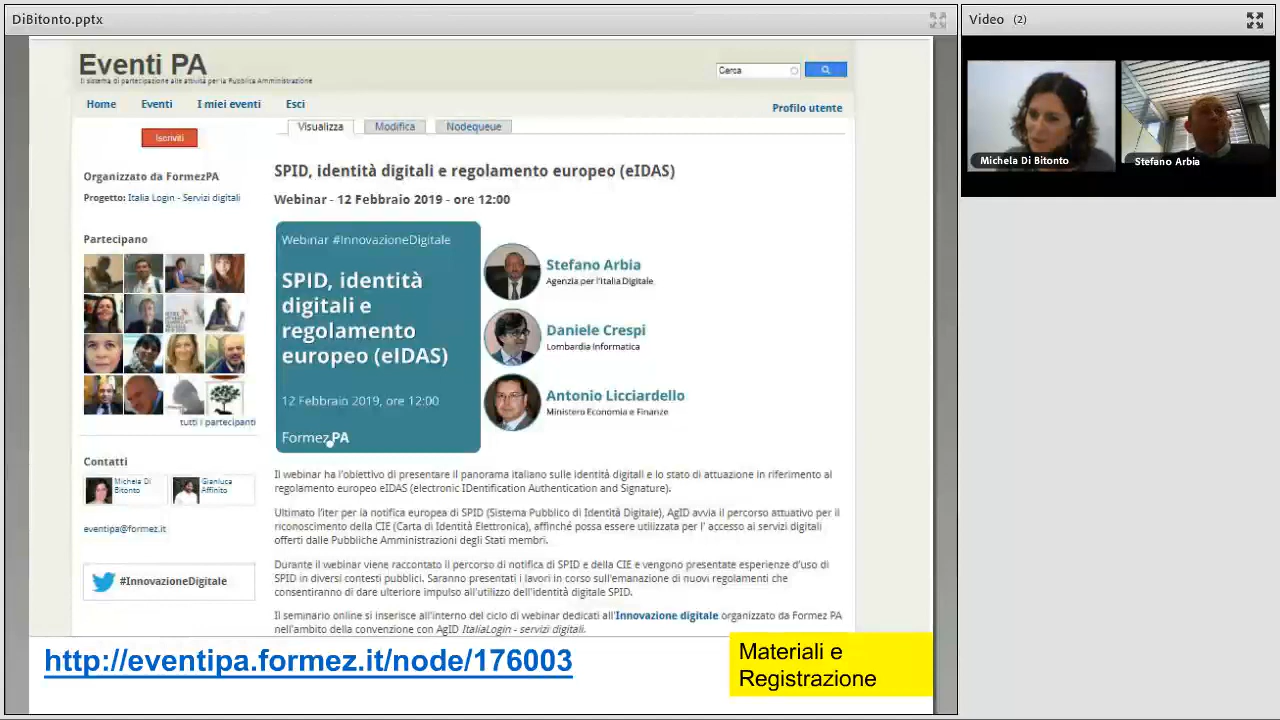 DiBitonto.pptx
Video (2)
Eventi PA
Il sistema di partecipazione alle attività per la Pubblica Amministrazione
Cerca
Home Eventi I miei eventi Esci
Profilo utente
Iscriviti
Visualizza Modifica Nodequeue
Organizzato da FormezPA
Progetto: Italia Login - Servizi digitali
Partecipano
tutti i partecipanti
Contatti
Michela Di
Bitonto
Gianluca
Affinito
eventipa@formez.it
#InnovazioneDigitale
SPID, identità digitali e regolamento europeo (eIDAS)
Webinar - 12 Febbraio 2019 - ore 12:00
Webinar #InnovazioneDigitale
SPID, identità
digitali e
regolamento
europeo (eIDAS)
12 Febbraio 2019, ore 12:00
FormezPA
Stefano Arbia
Agenzia per l'Italia Digitale
Daniele Crespi
Lombardia Informatica
Antonio Licciardello
Ministero Economia e Finanze
Il webinar ha l'obiettivo di presentare il panorama italiano sulle identità digitali e lo stato di attuazione in riferimento al
regolamento europeo eIDAS (electronic IDentification Authentication and Signature).
Ultimato l'iter per la notifica europea di SPID (Sistema Pubblico di Identità Digitale), AgID avvia il percorso attuativo per il
riconoscimento della CIE (Carta di Identità Elettronica), affinché possa essere utilizzata per l' accesso ai servizi digitali
offerti dalle Pubbliche Amministrazioni degli Stati membri.
Durante il webinar viene raccontato il percorso di notifica di SPID e della CIE e vengono presentate esperienze d'uso di
SPID in diversi contesti pubblici. Saranno presentati i lavori in corso sull'emanazione di nuovi regolamenti che
consentiranno di dare ulteriore impulso all'utilizzo dell'identità digitale SPID.
Il seminario online si inserisce all'interno del ciclo di webinar dedicati all'Innovazione digitale organizzato da Formez PA
nell'ambito della convenzione con AgID ItaliaLogin - servizi digitali.
http://eventipa.formez.it/node/176003
Materiali e
Registrazione
Michela Di Bitonto
Stefano Arbia